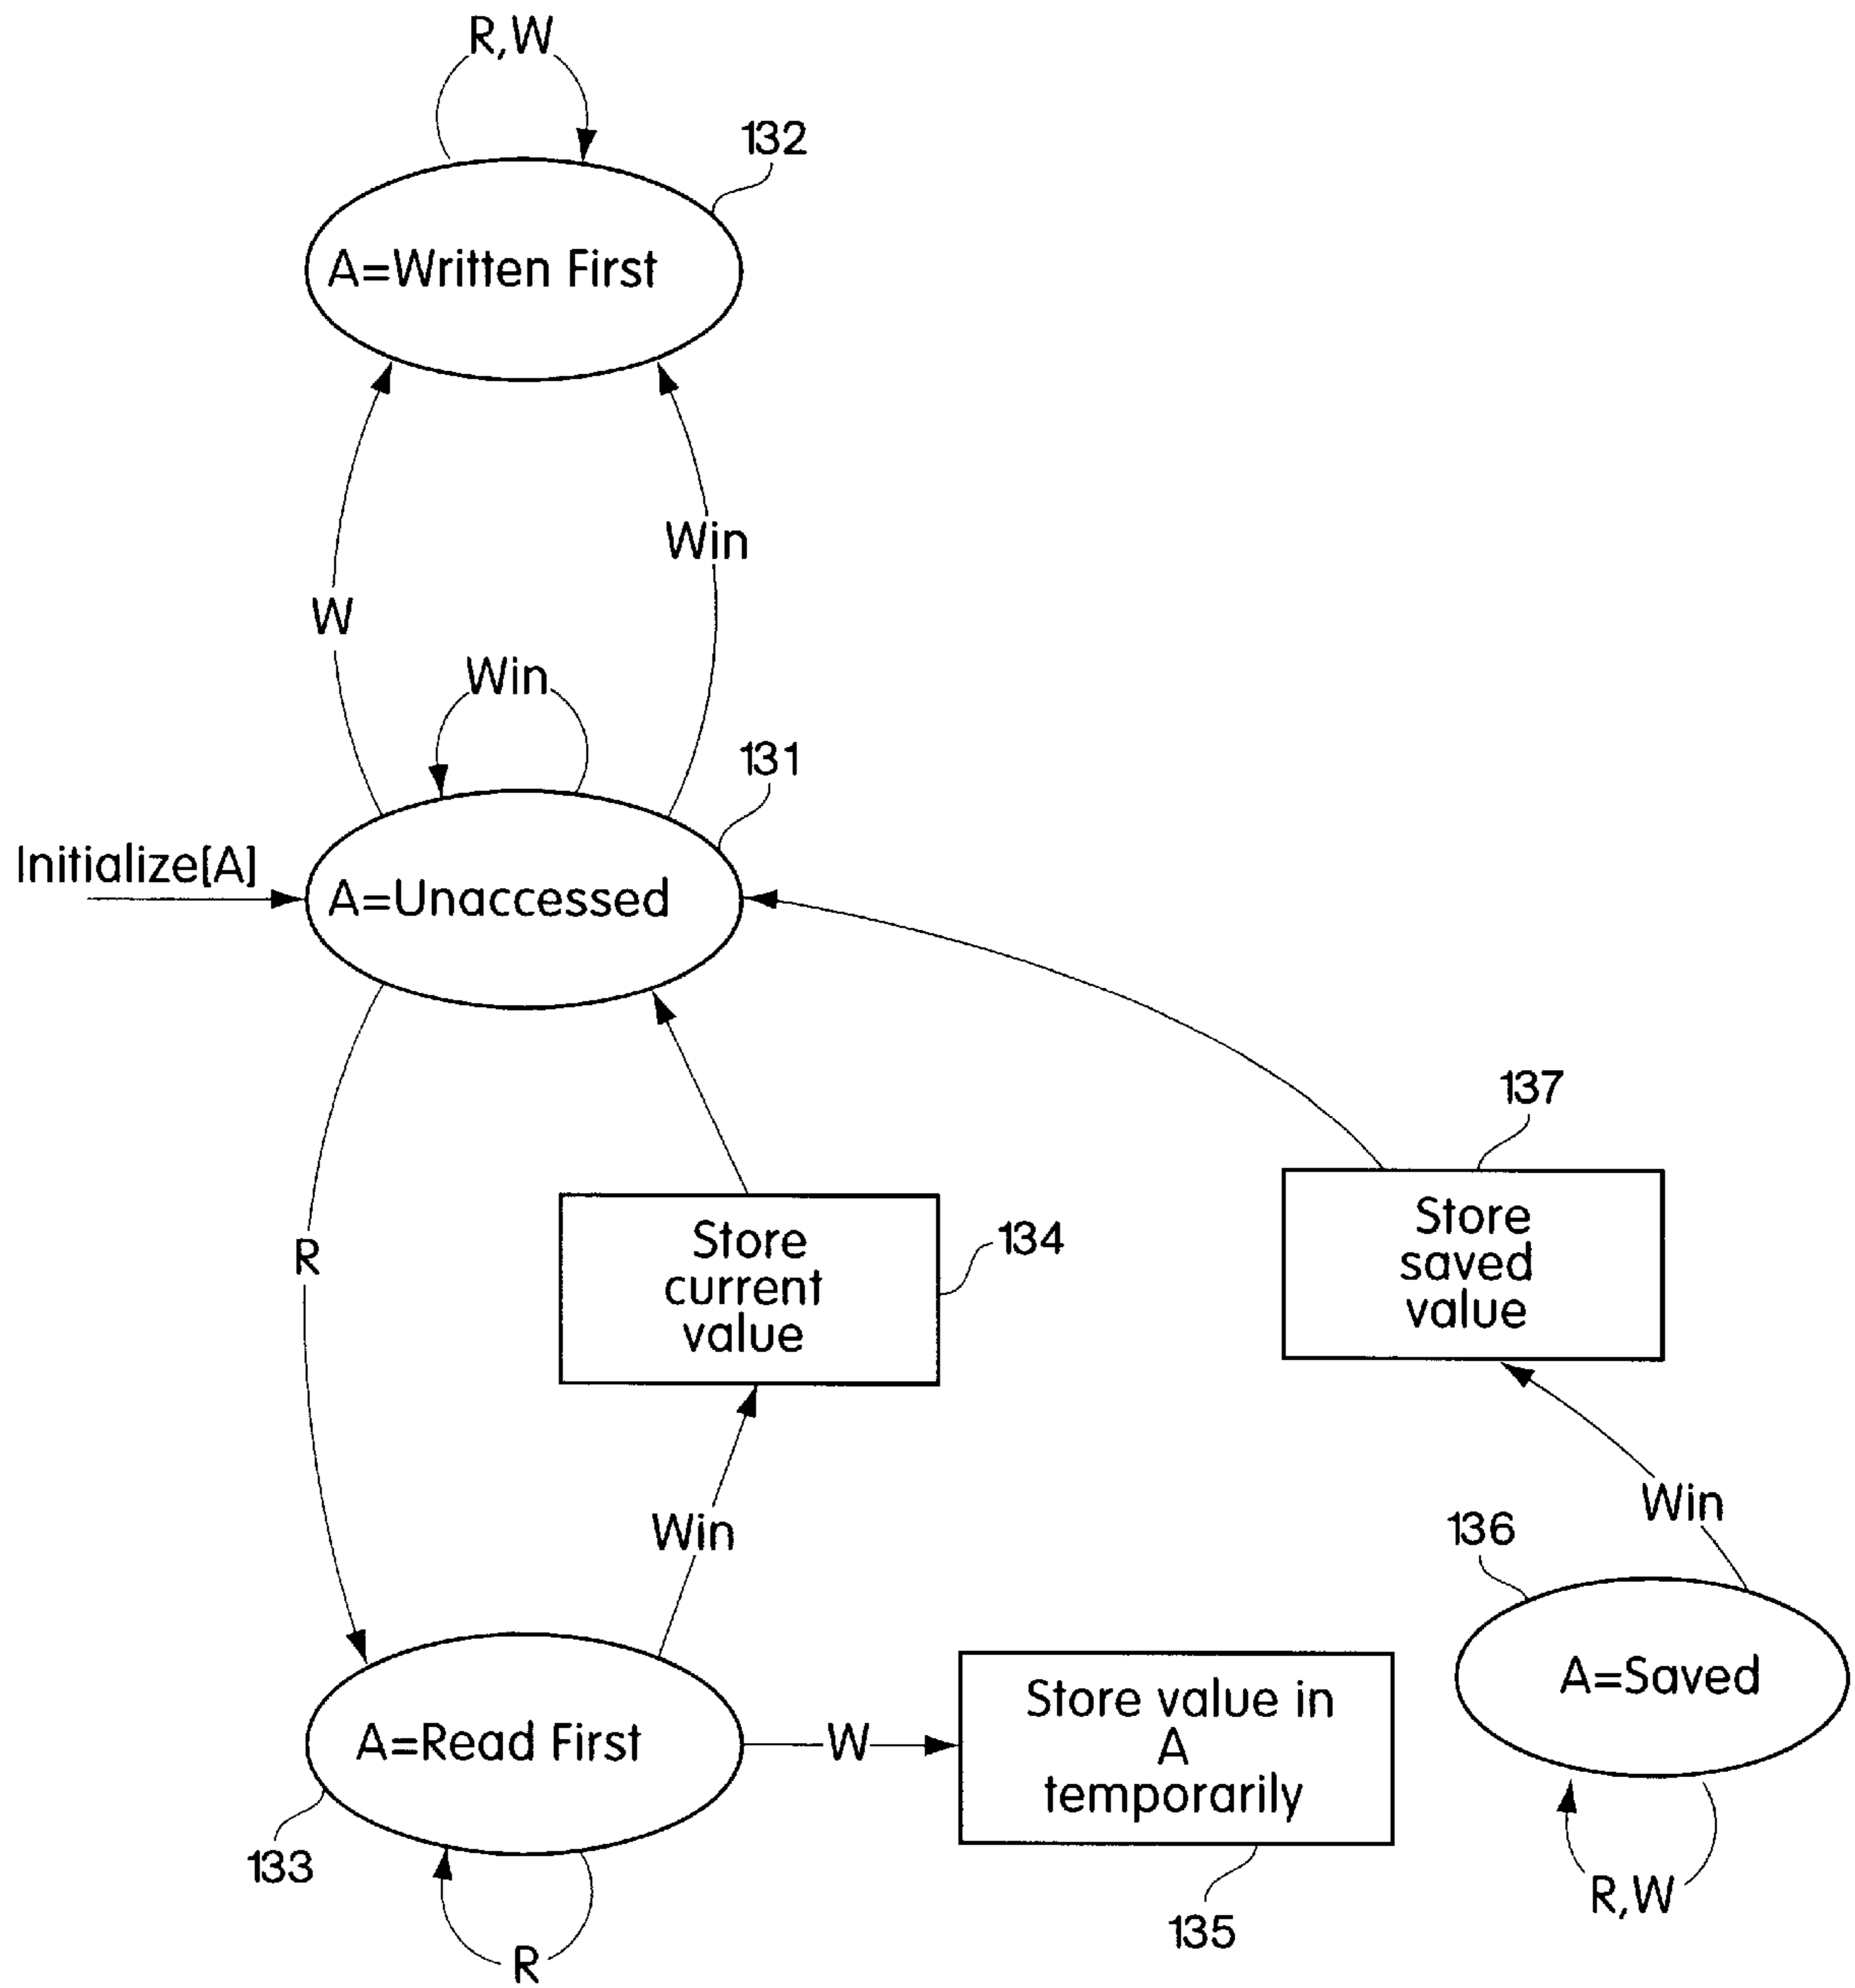 R,W
132
A=Written First
Win
W
Win
131
Initialize[A]
A=Unaccessed
137
Store
saved
value
134
Store
current
value
R
Win
136
Win
A=Saved
Store value in
A
temporarily
W
A=Read First
133
135
R,W
R